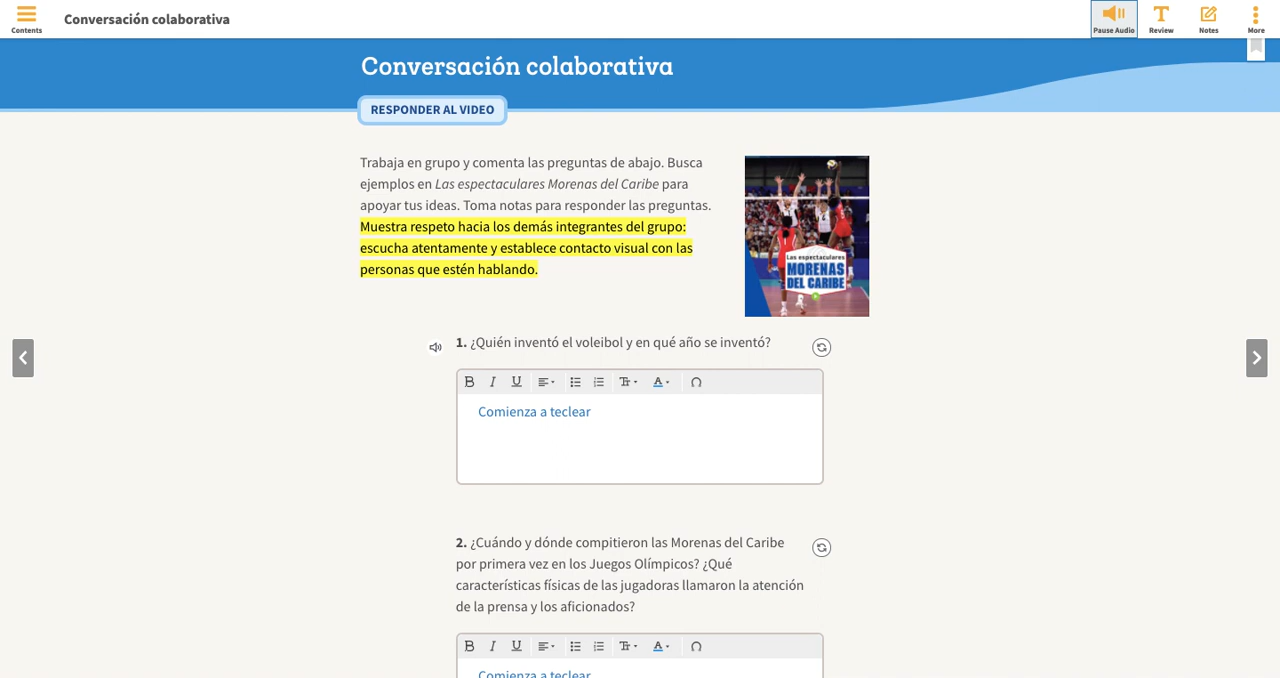 Contents
Conversación colaborativa
Pause Audio
Review
Notes
More
Conversación colaborativa
RESPONDER AL VIDEO
Trabaja en grupo y comenta las preguntas de abajo. Busca
ejemplos en Las espectaculares Morenas del Caribe para
apoyar tus ideas. Toma notas para responder las preguntas.
Muestra respeto hacia los demás integrantes del grupo:
escucha atentamente y establece contacto visual con las
personas que estén hablando.
Las espectaculares
MORENAS
DEL CARIBE
1. ¿Quién inventó el voleibol y en qué año se inventó?
B I U
Comienza a teclear
2. ¿Cuándo y dónde compitieron las Morenas del Caribe
por primera vez en los Juegos Olímpicos? ¿Qué
características físicas de las jugadoras llamaron la atención
de la prensa y los aficionados?
B I U
Comienza a teclear